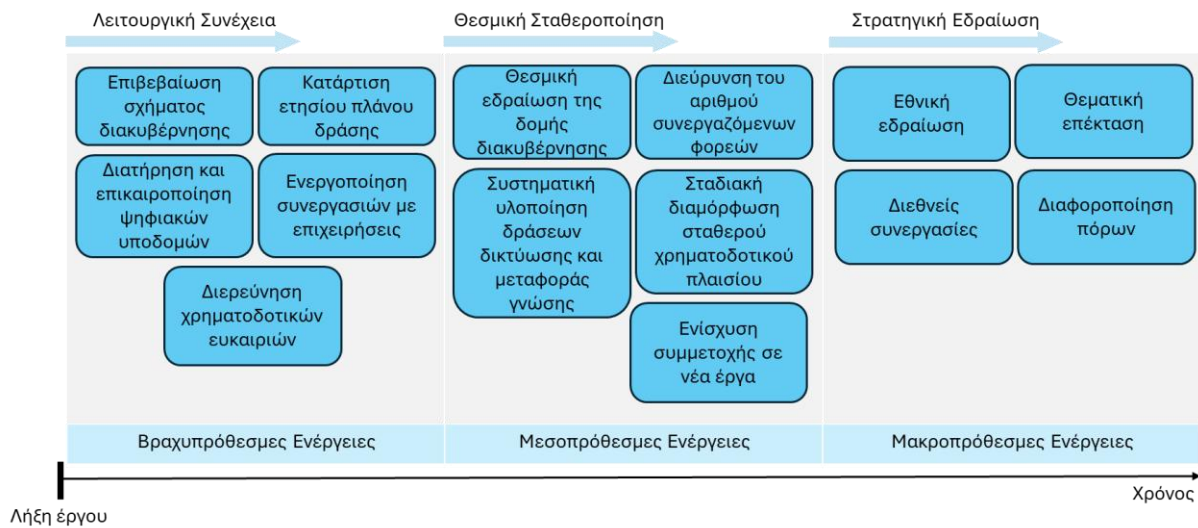 Λειτουργική Συνέχεια
Θεσμική Σταθεροποίηση
Στρατηγική Εδραίωση
Επιβεβαίωση
σχήματος
διακυβέρνησης
Κατάρτιση
ετησίου πλάνου
δράσης
Διατήρηση και
επικαιροποίηση
ψηφιακών
υποδομών
Ενεργοποίηση
συνεργασιών με
επιχειρήσεις
Διερεύνηση
χρηματοδοτικών
ευκαιριών
Θεσμική
εδραίωση της
δομής
διακυβέρνησης
Διεύρυνση του
αριθμού
συνεργαζόμενων
φορεών
Συστηματική
υλοποίηση
δράσεων
δικτύωσης και
μεταφοράς
γνώσης
Σταδιακή
διαμόρφωση
σταθερού
χρηματοδοτικού
πλαισίου
Ενίσχυση
συμμετοχής σε
νέα έργα
Εθνική
εδραίωση
Θεματική
επέκταση
Διεθνείς
συνεργασίες
Διαφοροποίηση
πόρων
Βραχυπρόθεσμες Ενέργειες
Μεσοπρόθεσμες Ενέργειες
Μακροπρόθεσμες Ενέργειες
Χρόνος
Λήξη έργου